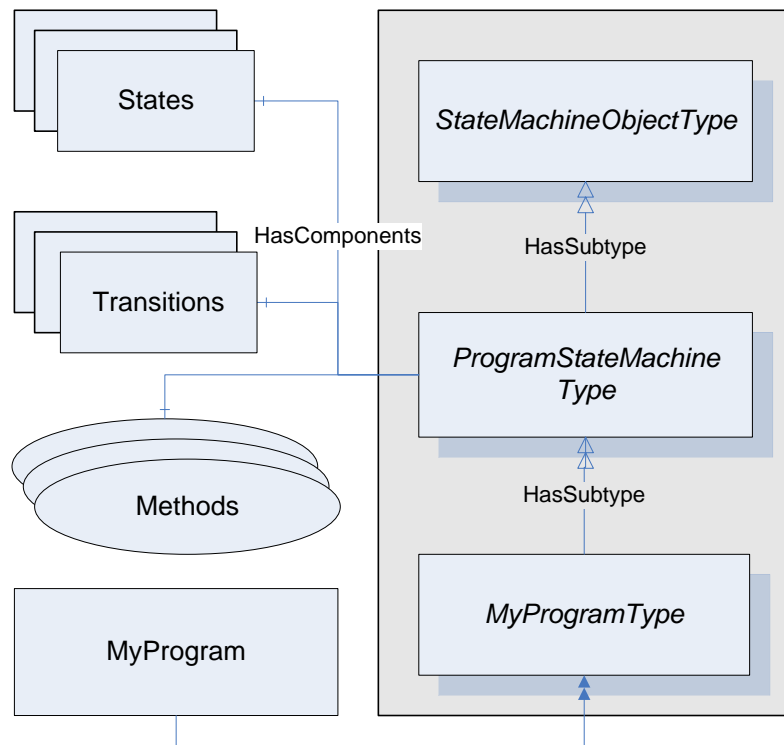 States
StateMachineObjectType
HasComponents
HasSubtype
Transitions
ProgramStateMachine
Type
HasSubtype
Methods
MyProgram
MyProgramType